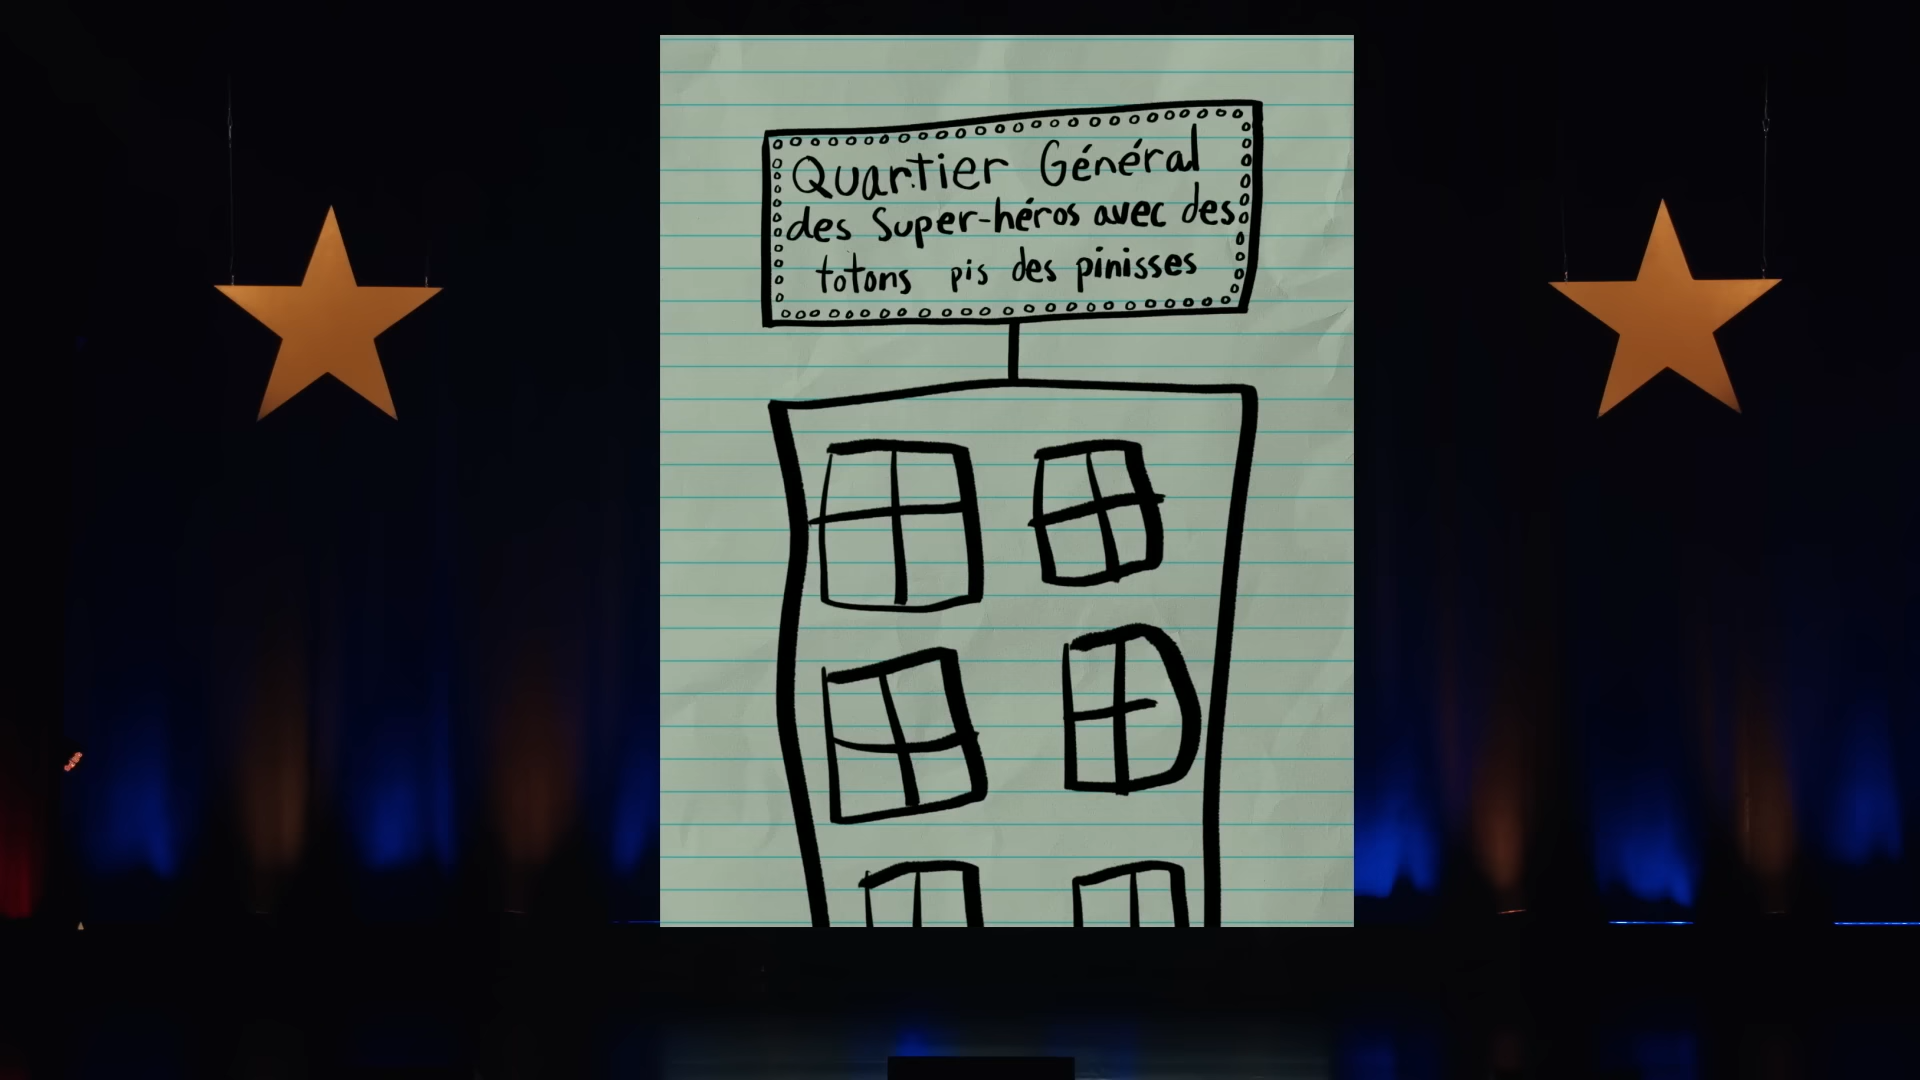 Quartier Général
des Super-héros avec des
totons pis des pinisses